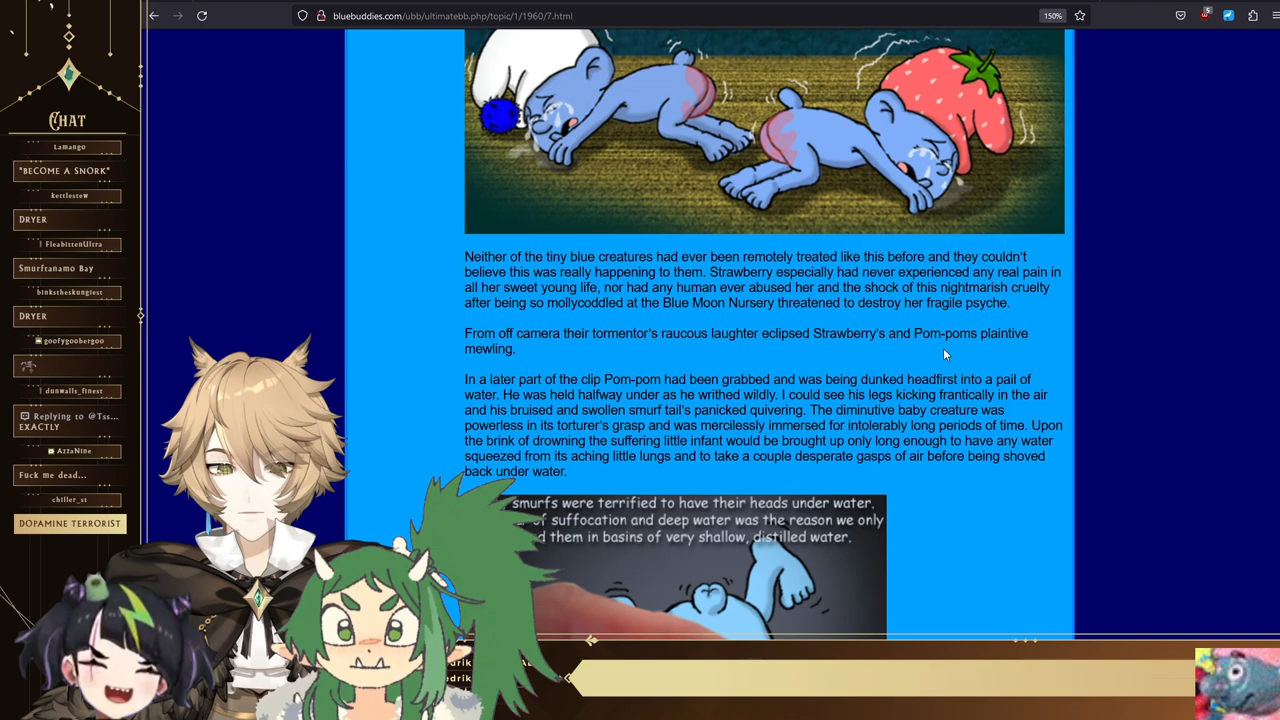 bluebuddies.com/ubb/ultimatebb.php/topic/1/1960/7.html
150%
5
Chat
Lamango
"BECOME A SNORK"
kettlestew
DRYER
FleabittenUltra
Smurftanamo Bay
binkstheskungiest
DRYER
goofygoobergoo
dunwalls_finest
Replying to @Tss...
EXACTLY
AzzaNine
Fuck me dead...
chiller_st
DOPAMINE TERRORIST
Neither of the tiny blue creatures had ever been remotely treated like this before and they couldn't
believe this was really happening to them. Strawberry especially had never experienced any real pain in
all her sweet young life, nor had any human ever abused her and the shock of this nightmarish cruelty
after being so mollycoddled at the Blue Moon Nursery threatened to destroy her fragile psyche.
From off camera their tormentor's raucous laughter eclipsed Strawberry's and Pom-poms plaintive
mewling.
In a later part of the clip Pom-pom had been grabbed and was being dunked headfirst into a pail of
water. He was held halfway under as he writhed wildly. I could see his legs kicking frantically in the air
and his bruised and swollen smurf tail's panicked quivering. The diminutive baby creature was
powerless in its torturer's grasp and was mercilessly immersed for intolerably long periods of time. Upon
the brink of drowning the suffering little infant would be brought up only long enough to have any water
squeezed from its aching little lungs and to take a couple desperate gasps of air before being shoved
back under water.
smurfs were terrified to have their heads under water.
of suffocation and deep water was the reason we only
them in basins of very shallow, distilled water.